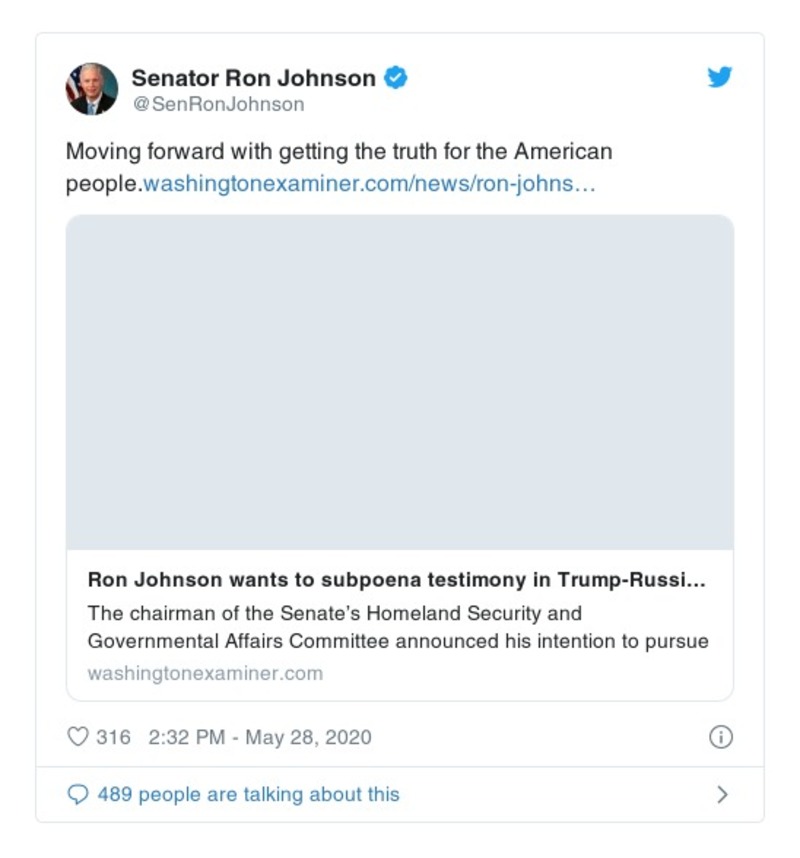 Senator Ron Johnson
@SenRonJohnson
Moving forward with getting the truth for the American
people.washingtonexaminer.com/news/ron-johns…
Ron Johnson wants to subpoena testimony in Trump-Russi…
The chairman of the Senate’s Homeland Security and
Governmental Affairs Committee announced his intention to pursue
washingtonexaminer.com
316 2:32 PM - May 28, 2020
489 people are talking about this